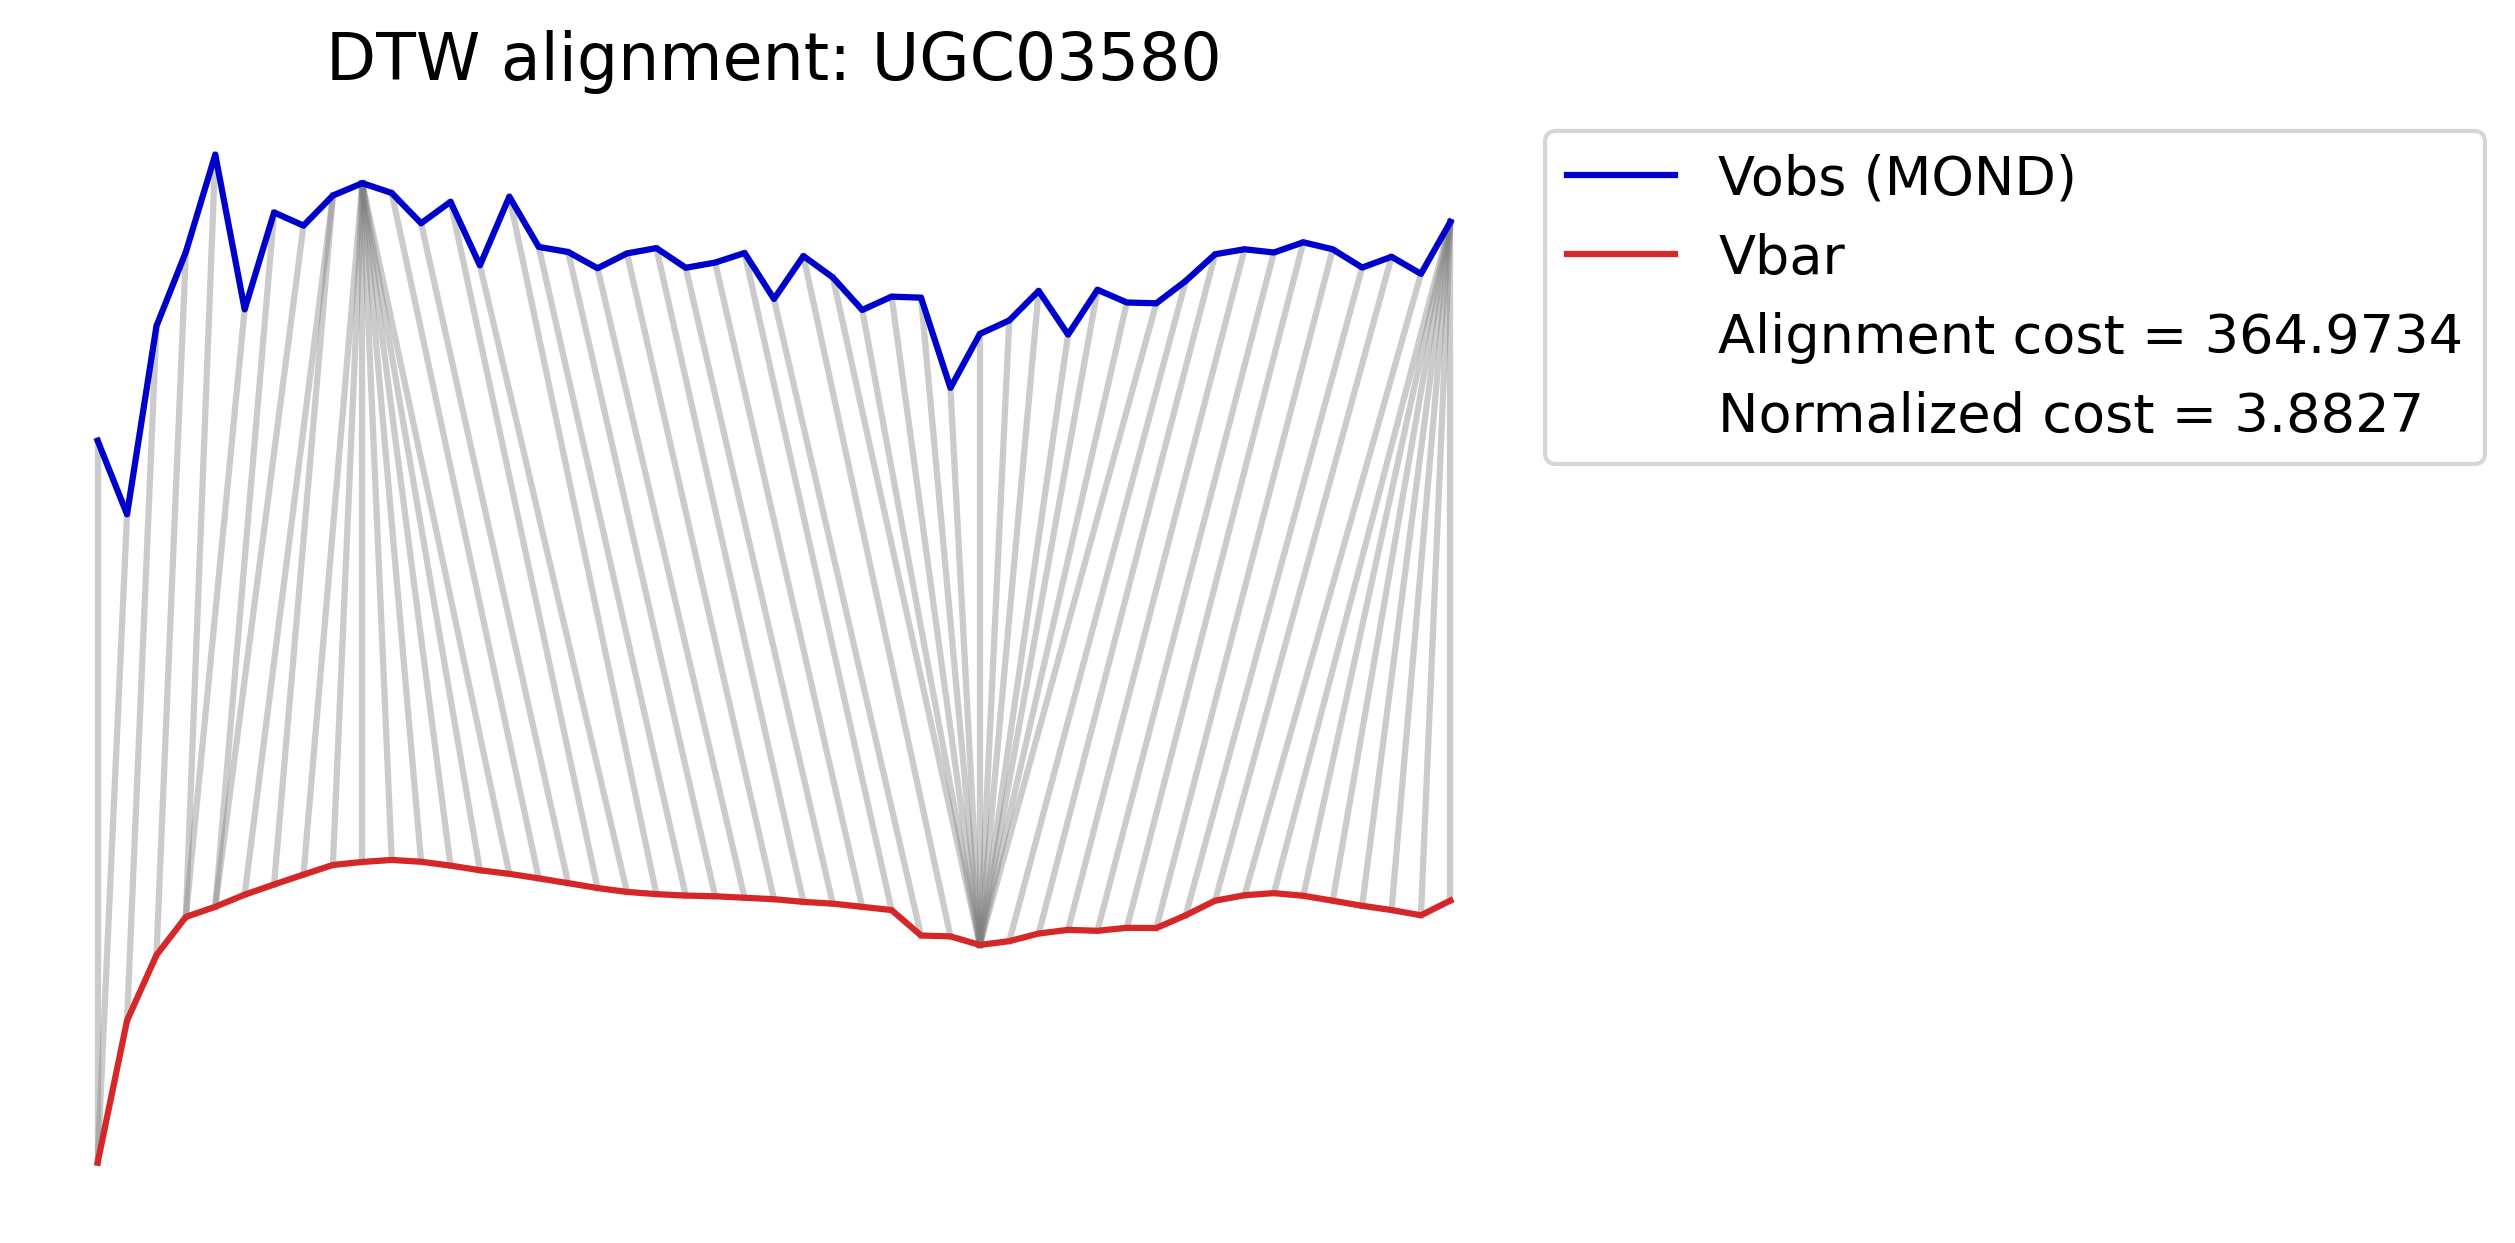 DTW alignment: UGC03580
Vobs (MOND)
Vbar
Alignment cost = 364.9734
Normalized cost = 3.8827